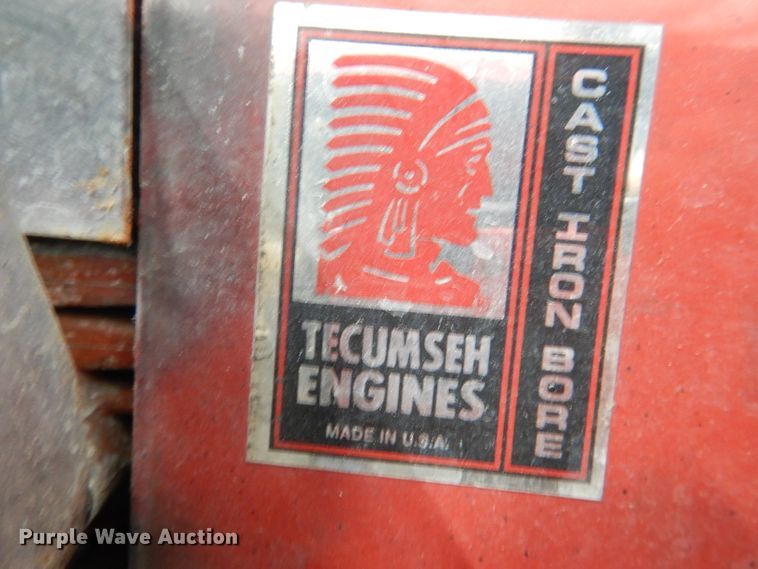 TECUMSEH
ENGINES
MADE IN U.S.A.
CAST IRON BORE
Purple Wave Auction